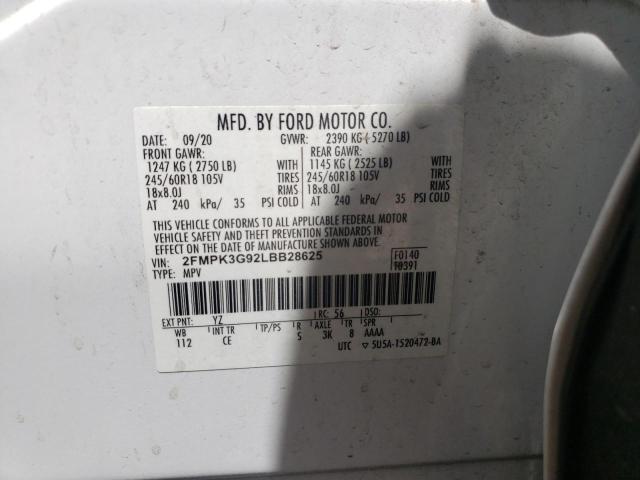 MFD. BY FORD MOTOR CO.
DATE: 09/20 GVWR: 2390 KG ( 5270 LB)
FRONT GAWR: REAR GAWR:
1247 KG ( 2750 LB) WITH 1145 KG ( 2525 LB) WITH
245/60R18 105V TIRES 245/60R18 105V TIRES
18x8.0J RIMS 18x8.0J RIMS
AT 240 kPa/ 35 PSI COLD AT 240 kPa/ 35 PSI COLD
THIS VEHICLE CONFORMS TO ALL APPLICABLE FEDERAL MOTOR
VEHICLE SAFETY AND THEFT PREVENTION STANDARDS IN
EFFECT ON THE DATE OF MANUFACTURE SHOWN ABOVE.
VIN: 2FMPK3G92LBB28625 F0140
TYPE: MPV T0391
EXT PNT: YZ RC: 56 DSO:
WB INT TR TP/PS R AXLE TR SPR
112 CE S 3K 8 AAAA
UTC 5U5A-1520472-BA